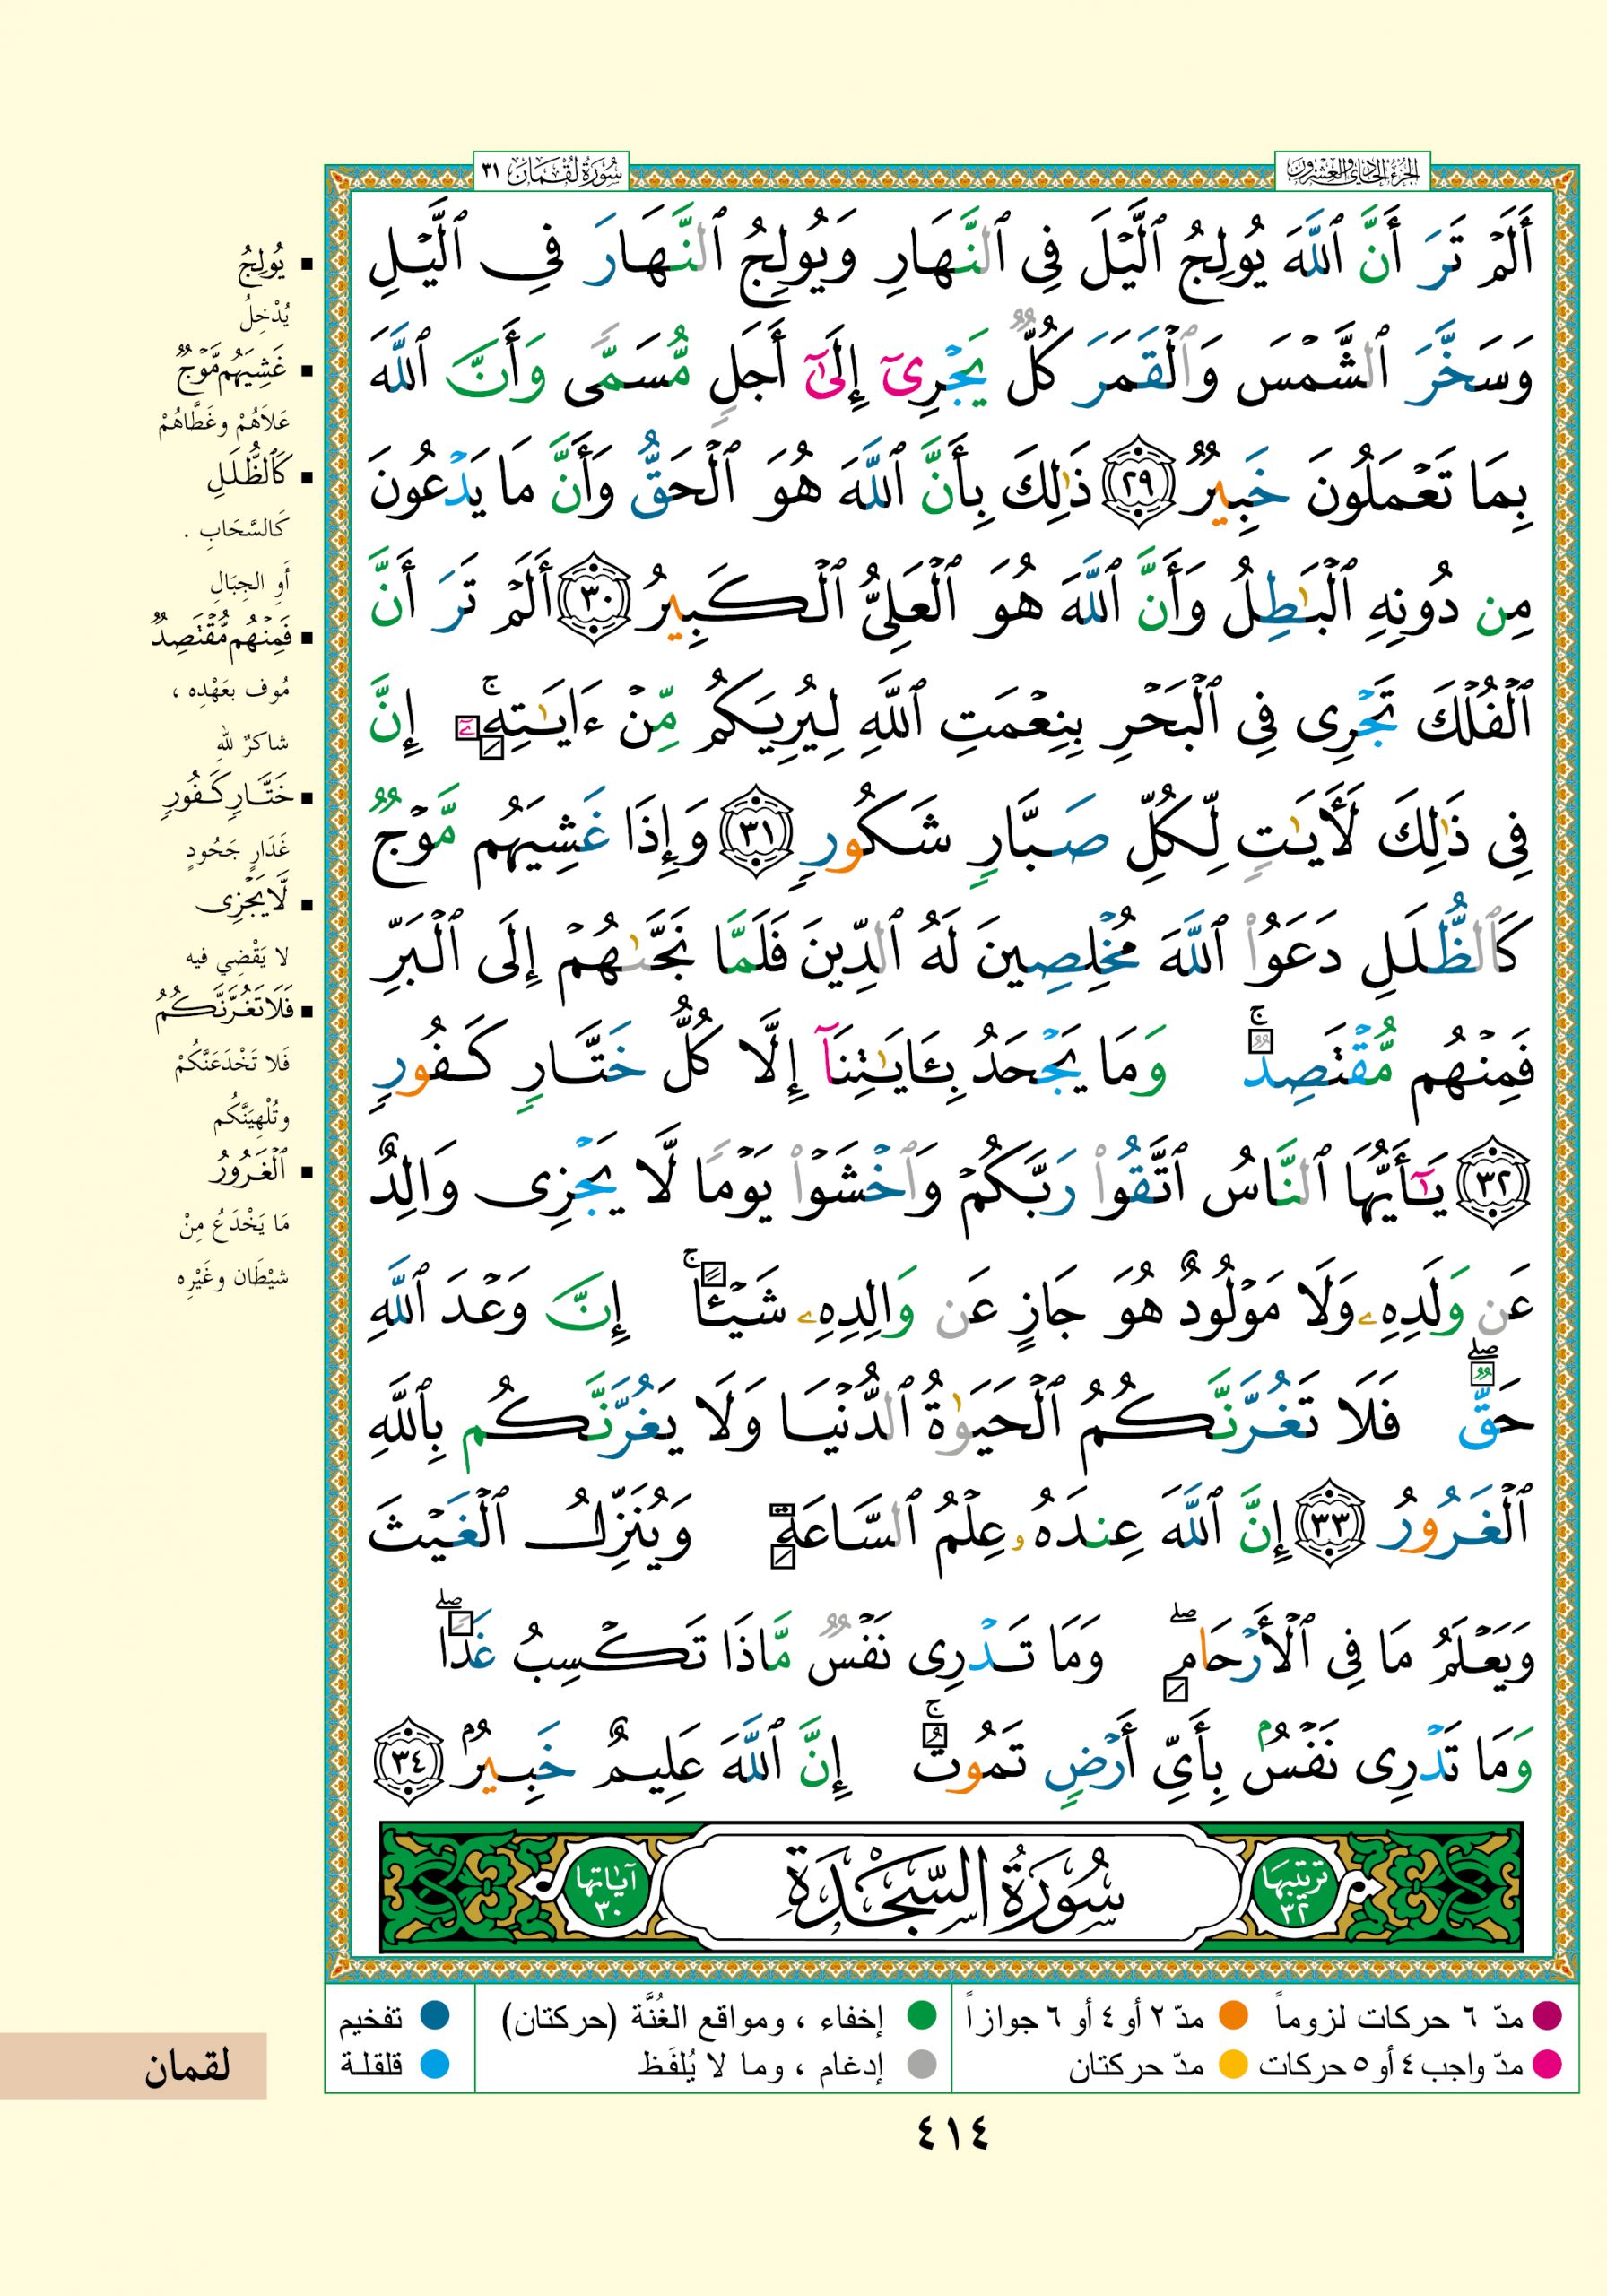 الجزء الحادي والعشرون
سورة لقمان ٣١
أَلَمْ تَرَ أَنَّ ٱللَّهَ يُولِجُ ٱلَّيْلَ فِى ٱلنَّهَارِ وَيُولِجُ ٱلنَّهَارَ فِى ٱلَّيْلِ
وَسَخَّرَ ٱلشَّمْسَ وَٱلْقَمَرَ كُلٌّ يَجْرِىٓ إِلَىٰٓ أَجَلٍ مُّسَمًّى وَأَنَّ ٱللَّهَ
بِمَا تَعْمَلُونَ خَبِيرٌ ٢٩ ذَٰلِكَ بِأَنَّ ٱللَّهَ هُوَ ٱلْحَقُّ وَأَنَّ مَا يَدْعُونَ
مِن دُونِهِ ٱلْبَـٰطِلُ وَأَنَّ ٱللَّهَ هُوَ ٱلْعَلِىُّ ٱلْكَبِيرُ ٣٠ أَلَمْ تَرَ أَنَّ
ٱلْفُلْكَ تَجْرِى فِى ٱلْبَحْرِ بِنِعْمَتِ ٱللَّهِ لِيُرِيَكُم مِّنْ ءَايَـٰتِهِۦٓ ۚ إِنَّ
فِى ذَٰلِكَ لَـَٔايَـٰتٍ لِّكُلِّ صَبَّارٍ شَكُورٍ ٣١ وَإِذَا غَشِيَهُم مَّوْجٌ
كَٱلظُّلَلِ دَعَوُا۟ ٱللَّهَ مُخْلِصِينَ لَهُ ٱلدِّينَ فَلَمَّا نَجَّىٰهُمْ إِلَى ٱلْبَرِّ
فَمِنْهُم مُّقْتَصِدٌ ۚ وَمَا يَجْحَدُ بِـَٔايَـٰتِنَآ إِلَّا كُلُّ خَتَّارٍ كَفُورٍ
٣٢ يَـٰٓأَيُّهَا ٱلنَّاسُ ٱتَّقُوا۟ رَبَّكُمْ وَٱخْشَوْا۟ يَوْمًا لَّا يَجْزِى وَالِدٌ
عَن وَلَدِهِۦ وَلَا مَوْلُودٌ هُوَ جَازٍ عَن وَالِدِهِۦ شَيْـًٔا ۚ إِنَّ وَعْدَ ٱللَّهِ
حَقٌّ ۖ فَلَا تَغُرَّنَّكُمُ ٱلْحَيَوٰةُ ٱلدُّنْيَا وَلَا يَغُرَّنَّكُم بِٱللَّهِ
ٱلْغَرُورُ ٣٣ إِنَّ ٱللَّهَ عِندَهُۥ عِلْمُ ٱلسَّاعَةِ وَيُنَزِّلُ ٱلْغَيْثَ
وَيَعْلَمُ مَا فِى ٱلْأَرْحَامِ ۖ وَمَا تَدْرِى نَفْسٌ مَّاذَا تَكْسِبُ غَدًا ۖ
وَمَا تَدْرِى نَفْسٌۢ بِأَىِّ أَرْضٍ تَمُوتُ ۚ إِنَّ ٱللَّهَ عَلِيمٌ خَبِيرٌۢ ٣٤
ترتيبها ٣٢ سُورَةُ السَّجْدَةِ آياتها ٣٠
يُولِجُ
يُدْخِلُ
غَشِيَهُم مَّوْجٌ
عَلاَهُمْ وغَطَّاهُمْ
كَٱلظُّلَلِ
كَالسَّحَابِ .
أَوِ الجِبَالِ
فَمِنْهُم مُّقْتَصِدٌ
مُوف بعَهْدِه ،
شاكرٌ للهِ
خَتَّارٍ كَفُورٍ
غَدَارٍ جَحُودٍ
لَّا يَجْزِى
لا يَقْضِي فيه
فَلَا تَغُرَّنَّكُمُ
فَلا تَخْدَعَنَّكُمْ
وتُلْهِيَنَّكُم
ٱلْغَرُورُ
مَا يَخْدَعُ مِنْ
شيْطَان وغَيْرِه
مدّ ٦ حركات لزوماً مدّ ٢ أو ٤ أو ٦ جوازاً إخفاء ، ومواقع الغُنَّة (حركتان) تفخيم
مدّ واجب ٤ أو ٥ حركات مدّ حركتان إدغام ، وما لا يُلفَظ قلقلة
لقمان
٤١٤